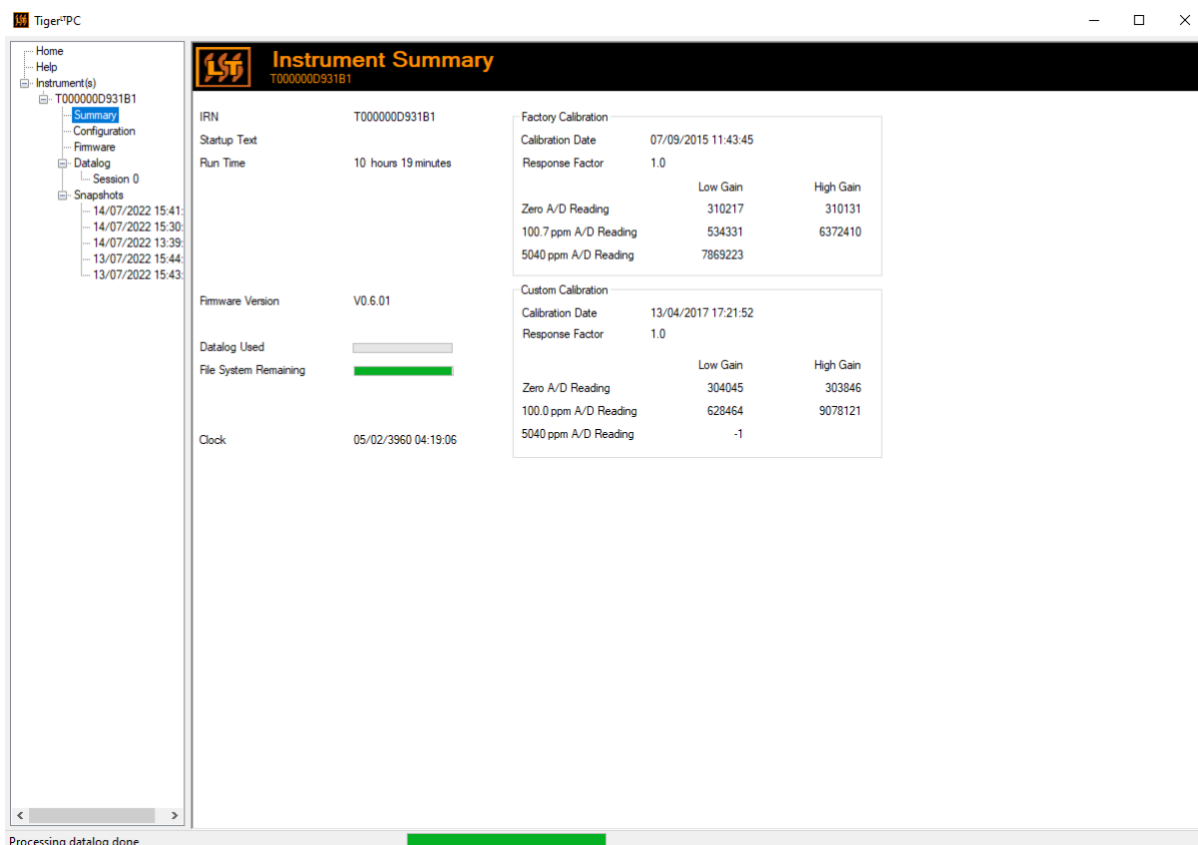 TigerLTPC
Home
Help
Instrument(s)
T000000D931B1
Summary
Configuration
Firmware
Datalog
Session 0
Snapshots
14/07/2022 15:41:
14/07/2022 15:30:
14/07/2022 13:39:
13/07/2022 15:44:
13/07/2022 15:43:
Instrument Summary
T000000D931B1
IRN T000000D931B1
Startup Text
Run Time 10 hours 19 minutes
Firmware Version V0.6.01
Datalog Used
File System Remaining
Clock 05/02/3960 04:19:06
Factory Calibration
Calibration Date 07/09/2015 11:43:45
Response Factor 1.0
Low Gain High Gain
Zero A/D Reading 310217 310131
100.7 ppm A/D Reading 534331 6372410
5040 ppm A/D Reading 7869223
Custom Calibration
Calibration Date 13/04/2017 17:21:52
Response Factor 1.0
Low Gain High Gain
Zero A/D Reading 304045 303846
100.0 ppm A/D Reading 628464 9078121
5040 ppm A/D Reading -1
Processing datalog done